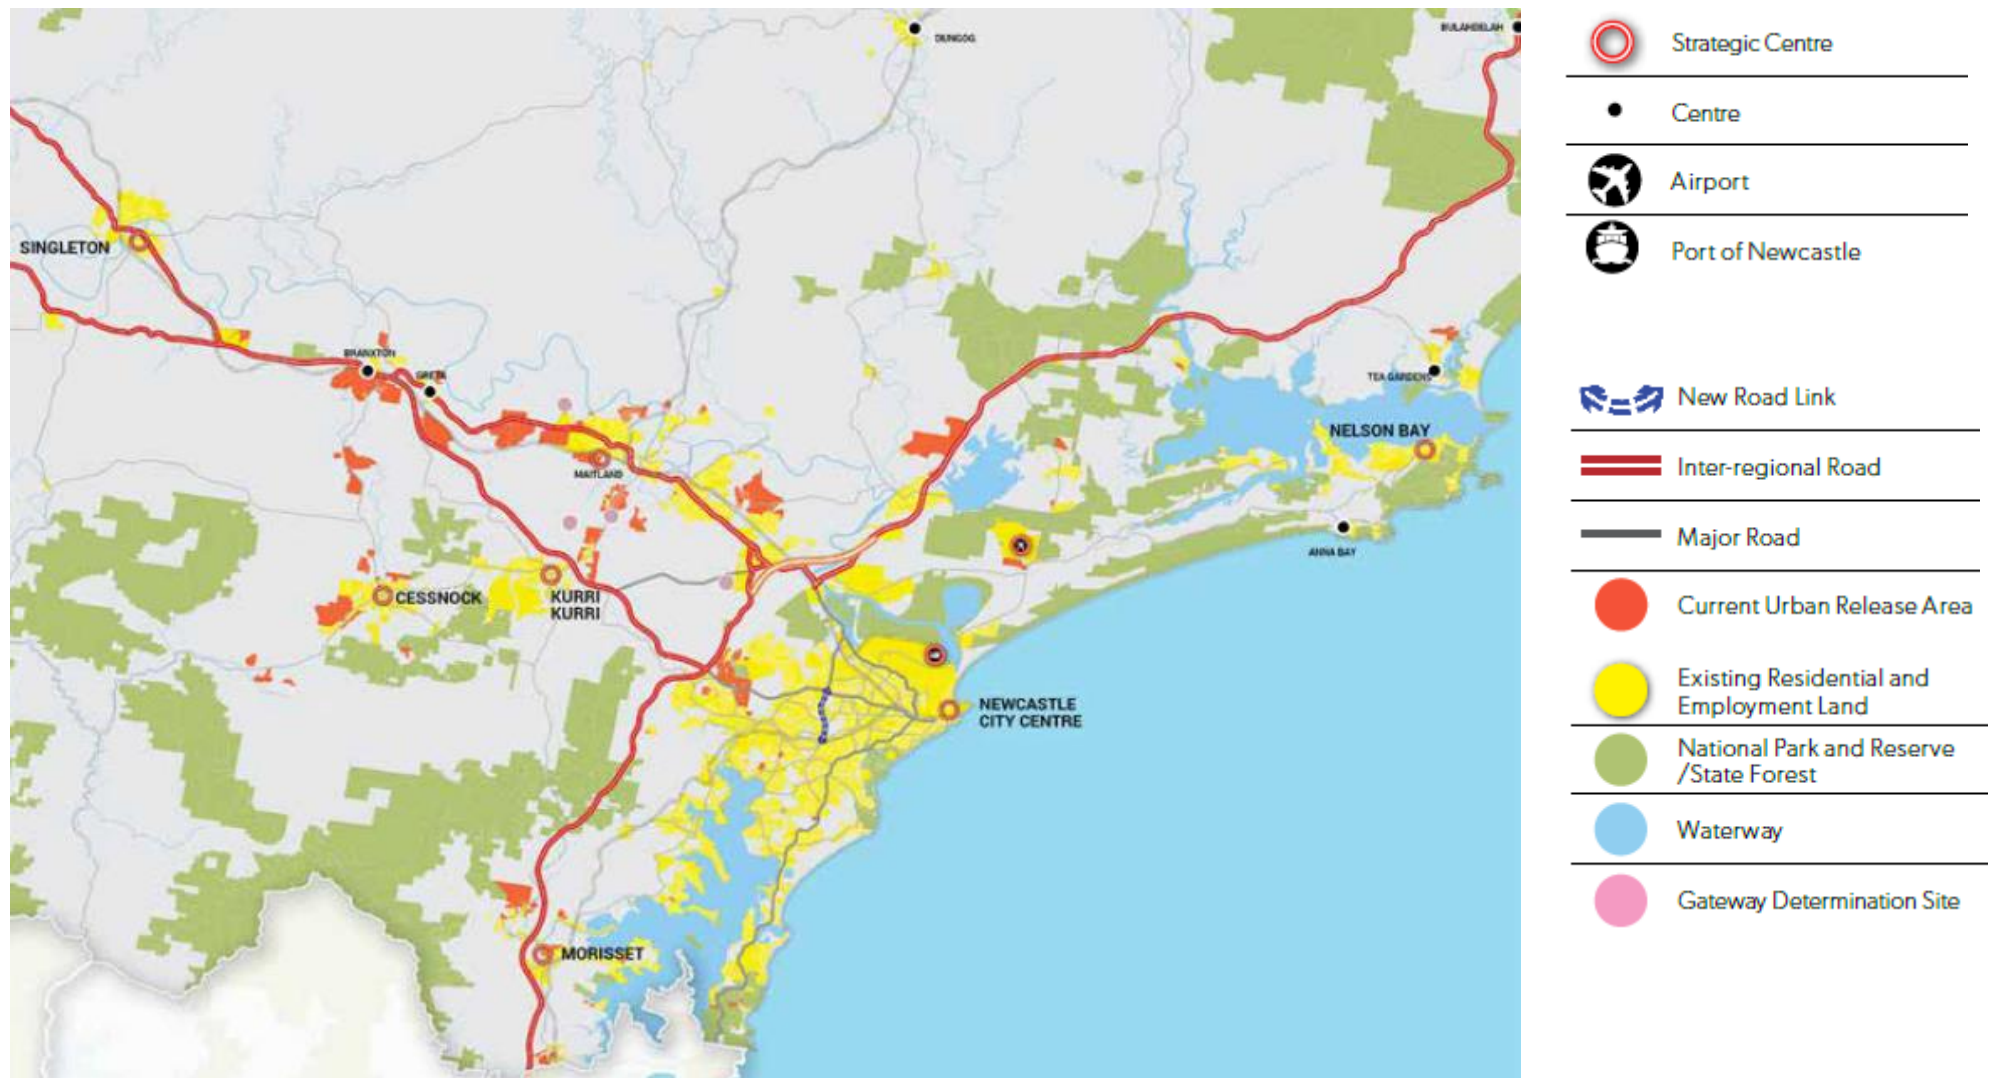 DUNGOG
BULAHDELAH
SINGLETON
BRANXTON
GRETA
TEA GARDENS
NELSON BAY
MAITLAND
ANNA BAY
CESSNOCK
KURRI
KURRI
NEWCASTLE
CITY CENTRE
MORISSET
Strategic Centre
Centre
Airport
Port of Newcastle
New Road Link
Inter-regional Road
Major Road
Current Urban Release Area
Existing Residential and
Employment Land
National Park and Reserve
/State Forest
Waterway
Gateway Determination Site